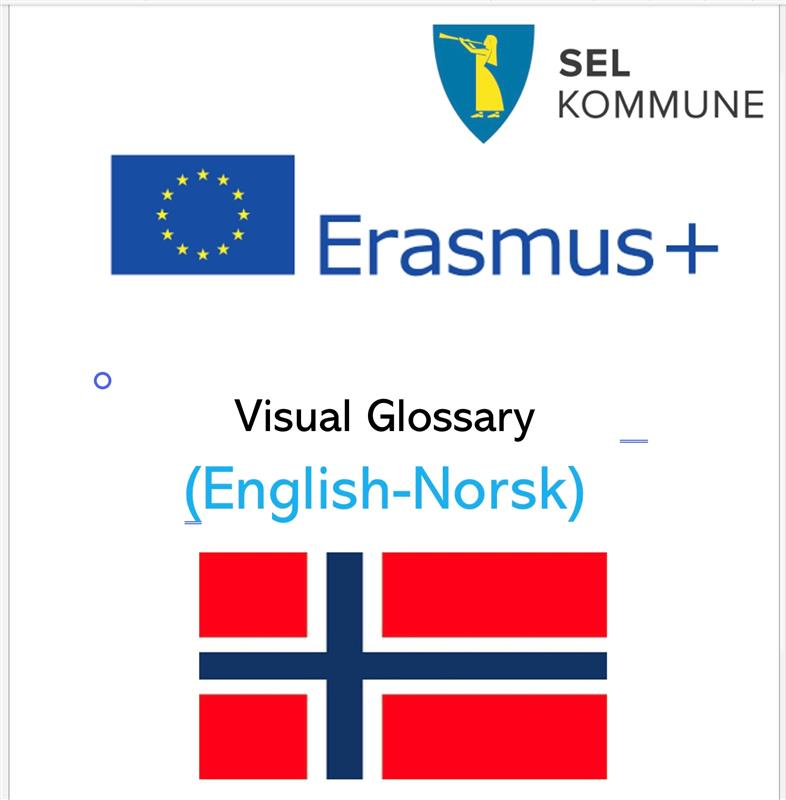 SEL
KOMMUNE
Erasmus+
Visual Glossary
(English-Norsk)